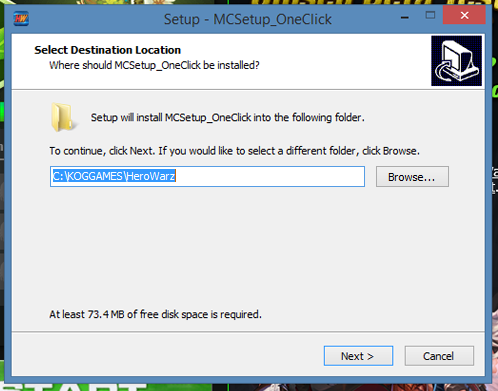 Setup - MCSetup_OneClick
Select Destination Location
Where should MCSetup_OneClick be installed?
Setup will install MCSetup_OneClick into the following folder.
To continue, click Next. If you would like to select a different folder, click Browse.
C:\KOGGAMES\HeroWarz
Browse...
At least 73.4 MB of free disk space is required.
Next >
Cancel